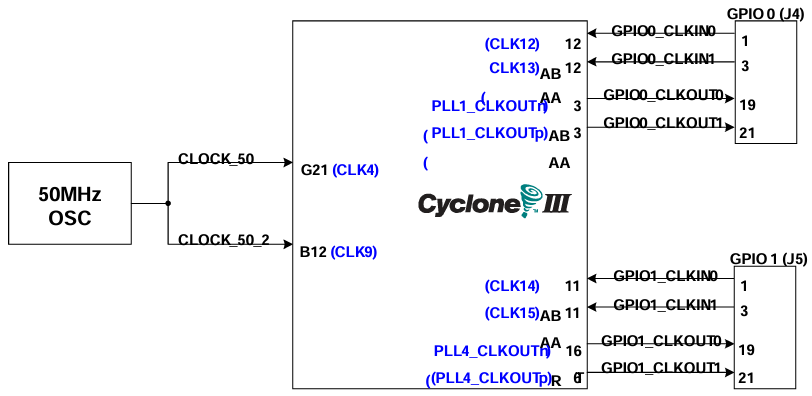 GPIO 0 (J4)
(CLK12) 12 GPIO0_CLKIN0 1
CLK13) AB 12 GPIO0_CLKIN1 3
( AA
PLL1_CLKOUTn) 3 GPIO0_CLKOUT0 19
( PLL1_CLKOUTp) AB 3 GPIO0_CLKOUT1 21
( AA
CLOCK_50
G21 (CLK4)
50MHz
OSC
Cyclone III
CLOCK_50_2
B12 (CLK9)
GPIO 1 (J5)
(CLK14) 11 GPIO1_CLKIN0 1
(CLK15) AB 11 GPIO1_CLKIN1 3
AA
PLL4_CLKOUTn) 16 GPIO1_CLKOUT0 19
((PLL4_CLKOUTp) R GPIO1_CLKOUT1 21